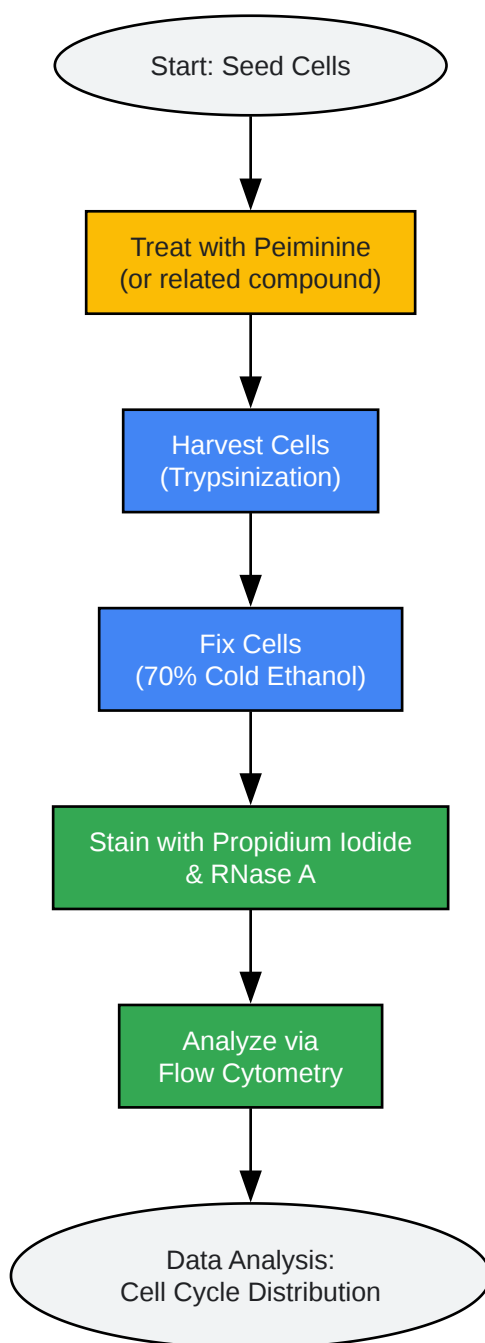 Start: Seed Cells
Treat with Peiminine
(or related compound)
Harvest Cells
(Trypsinization)
Fix Cells
(70% Cold Ethanol)
Stain with Propidium Iodide
& RNase A
Analyze via
Flow Cytometry
Data Analysis:
Cell Cycle Distribution